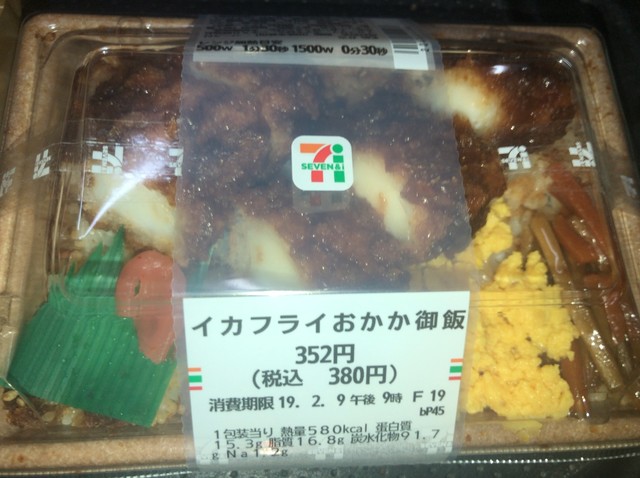 500W 1分30秒 1500W 0分30秒
SEVEN&i
イカフライおかか御飯
352円
(税込 380円)
消費期限 19. 2. 9 午後 9時 F 19
bP45
1包装当り 熱量580kcal 蛋白質
15.3g 脂質16.8g 炭水化物91.7
g Na1.2g